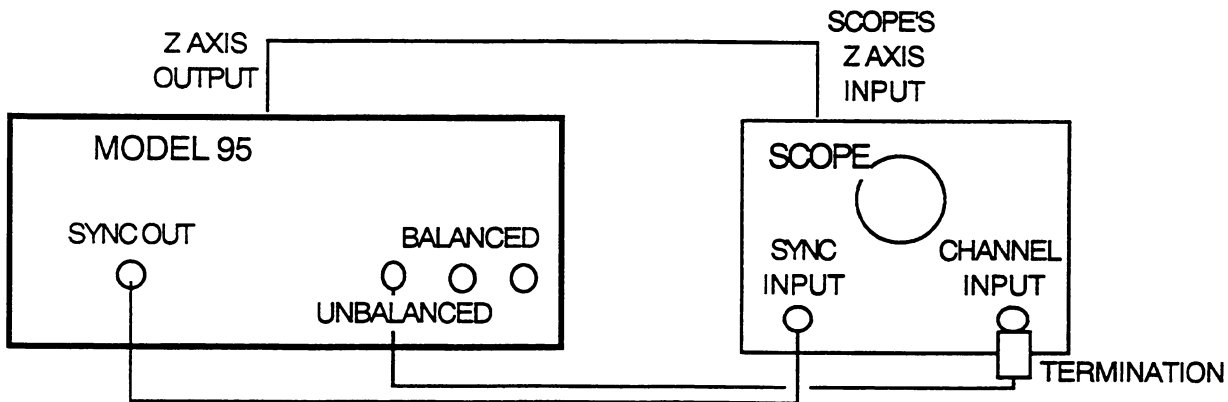 Z AXIS
OUTPUT
SCOPE'S
Z AXIS
INPUT
MODEL 95
SCOPE
SYNC OUT
BALANCED
UNBALANCED
SYNC
INPUT
CHANNEL
INPUT
TERMINATION